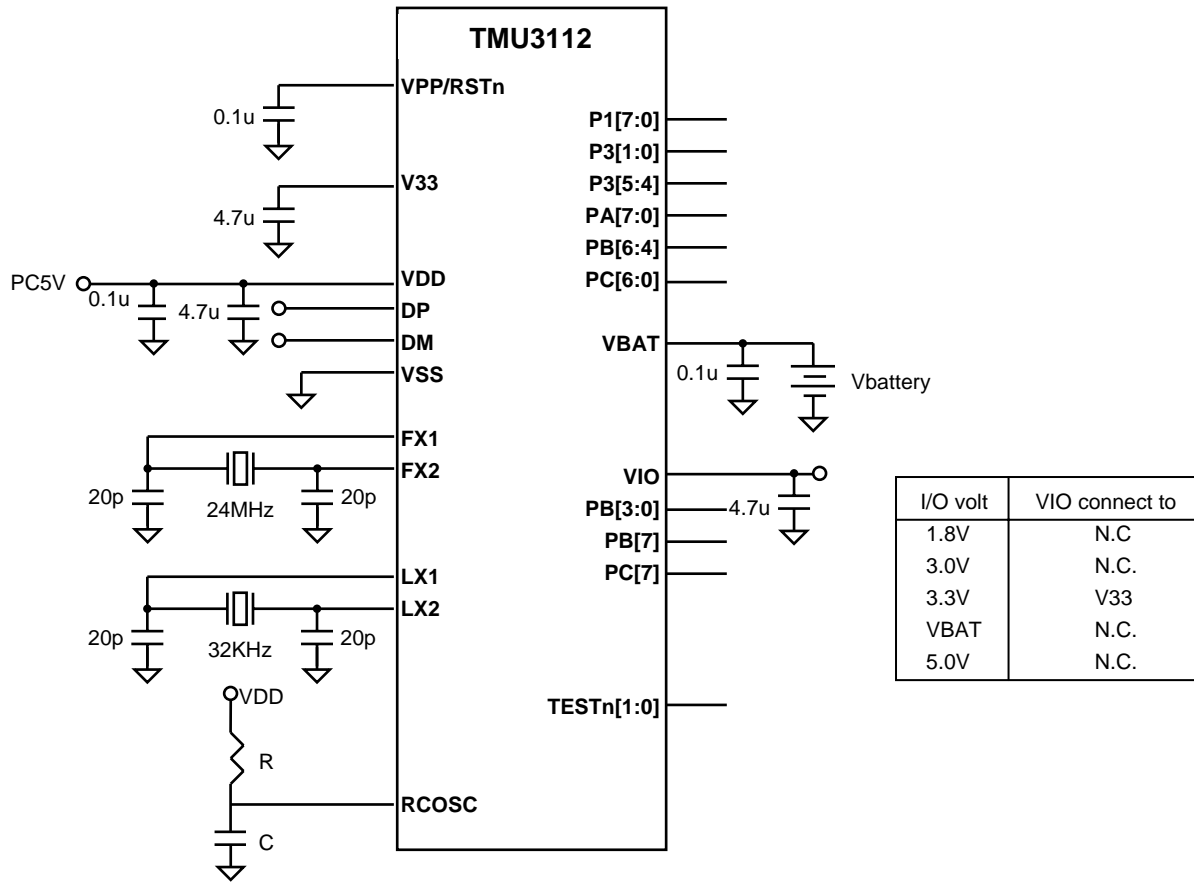 TMU3112
VPP/RSTn
0.1u
V33
4.7u
PC5V
VDD
0.1u
4.7u
DP
DM
VSS
FX1
FX2
20p
24MHz
20p
LX1
LX2
20p
32KHz
20p
VDD
R
RCOSC
C
P1[7:0]
P3[1:0]
P3[5:4]
PA[7:0]
PB[6:4]
PC[6:0]
VBAT
0.1u
Vbattery
VIO
4.7u
PB[3:0]
PB[7]
PC[7]
TESTn[1:0]
I/O volt VIO connect to
1.8V N.C
3.0V N.C.
3.3V V33
VBAT N.C.
5.0V N.C.